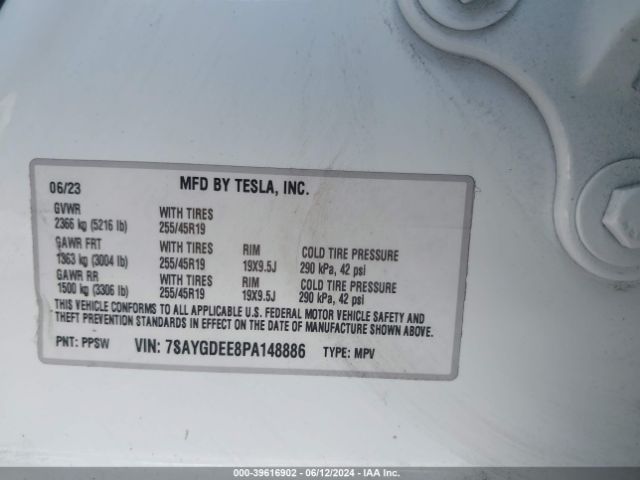 06/23 MFD BY TESLA, INC.
GVWR WITH TIRES
2366 kg (5216 lb) 255/45R19
GAWR FRT WITH TIRES RIM COLD TIRE PRESSURE
1363 kg (3004 lb) 255/45R19 19X9.5J 290 kPa, 42 psi
GAWR RR WITH TIRES RIM COLD TIRE PRESSURE
1500 kg (3306 lb) 255/45R19 19X9.5J 290 kPa, 42 psi
THIS VEHICLE CONFORMS TO ALL APPLICABLE U.S. FEDERAL MOTOR VEHICLE SAFETY AND
THEFT PREVENTION STANDARDS IN EFFECT ON THE DATE OF MANUFACTURE SHOWN ABOVE.
PNT: PPSW VIN: 7SAYGDEE8PA148886 TYPE: MPV
000-39616902 - 06/12/2024 - IAA Inc.